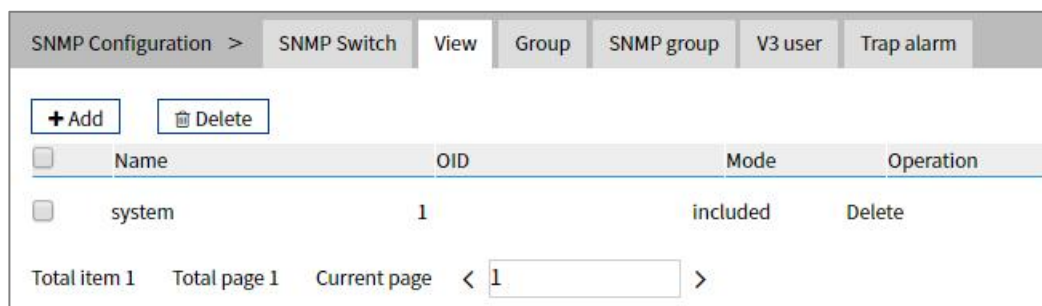 SNMP Configuration > SNMP Switch View Group SNMP group V3 user Trap alarm
+ Add Delete
Name OID Mode Operation
system 1 included Delete
Total item 1 Total page 1 Current page < 1 >